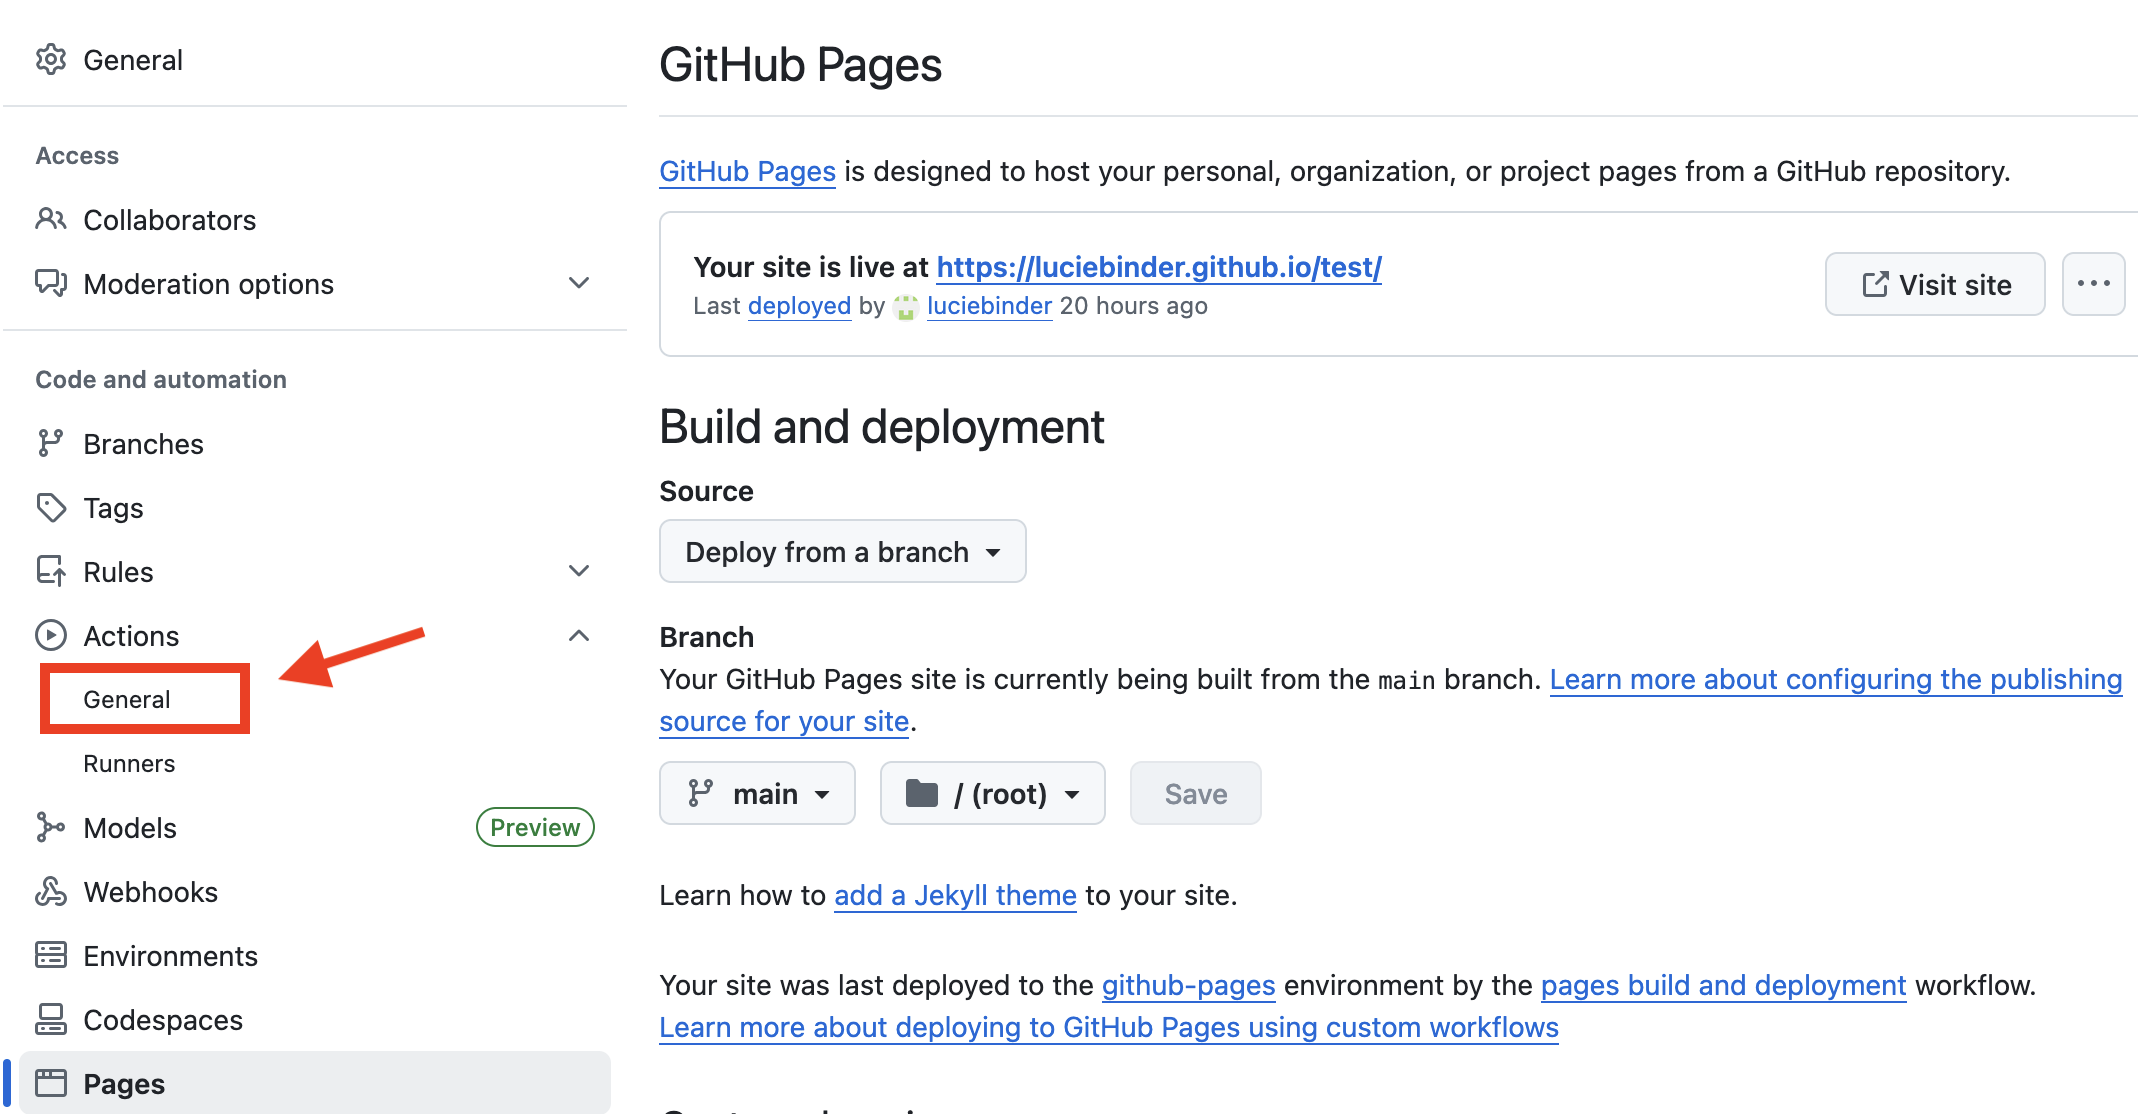 General
Access
Collaborators
Moderation options
Code and automation
Branches
Tags
Rules
Actions
General
Runners
Models
Preview
Webhooks
Environments
Codespaces
Pages
GitHub Pages
GitHub Pages is designed to host your personal, organization, or project pages from a GitHub repository.
Your site is live at https://luciebinder.github.io/test/
Last deployed by luciebinder 20 hours ago
Visit site
Build and deployment
Source
Deploy from a branch
Branch
Your GitHub Pages site is currently being built from the main branch. Learn more about configuring the publishing
source for your site.
main
/ (root)
Save
Learn how to add a Jekyll theme to your site.
Your site was last deployed to the github-pages environment by the pages build and deployment workflow.
Learn more about deploying to GitHub Pages using custom workflows